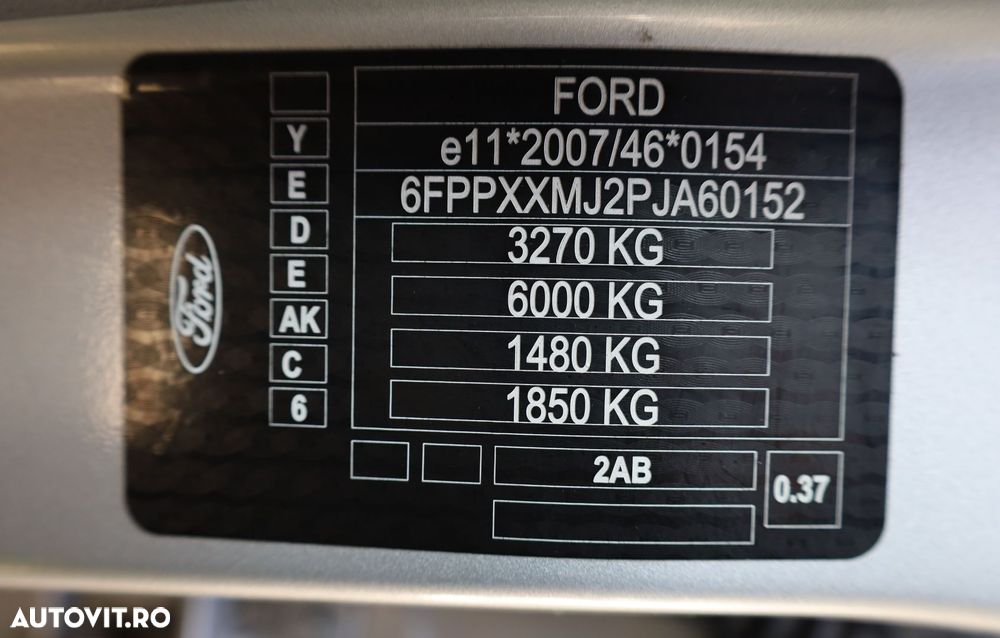 FORD
e11*2007/46*0154
6FPPXXMJ2PJA60152
3270 KG
6000 KG
1480 KG
1850 KG
Y
E
D
E
AK
C
6
Ford
2AB
0.37
AUTOVIT.RO